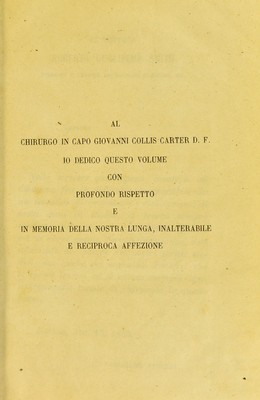 AL
CHIRURGO IN CAPO GIOVANNI COLLIS CARTER D. F.
IO DEDICO QUESTO VOLUME
CON
PROFONDO RISPETTO
E
IN MEMORIA DELLA NOSTRA LUNGA, INALTERABILE
E RECIPROCA AFFEZIONE